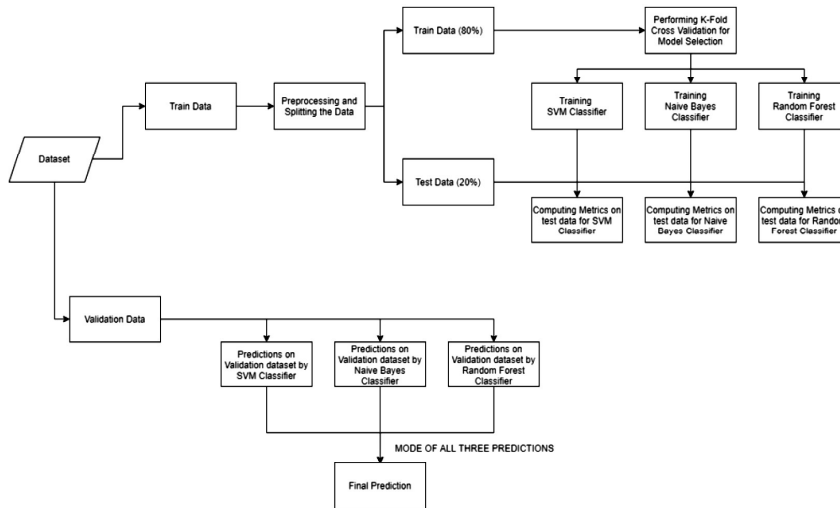 Train Data (80%)
Performing K-Fold
Cross Validation for
Model Selection
Train Data
Preprocessing and
Splitting the Data
Training
SVM Classifier
Training
Naive Bayes
Classifier
Training
Random Forest
Classifier
Dataset
Test Data (20%)
Computing Metrics on
test data for SVM
Classifier
Computing Metrics on
test data for Naive
Bayes Classifier
Computing Metrics on
test data for Random
Forest Classifier
Validation Data
Predictions on
Validation dataset by
SVM Classifier
Predictions on
Validation dataset by
Naive Bayes
Classifier
Predictions on
Validation dataset by
Random Forest
Classifier
MODE OF ALL THREE PREDICTIONS
Final Prediction